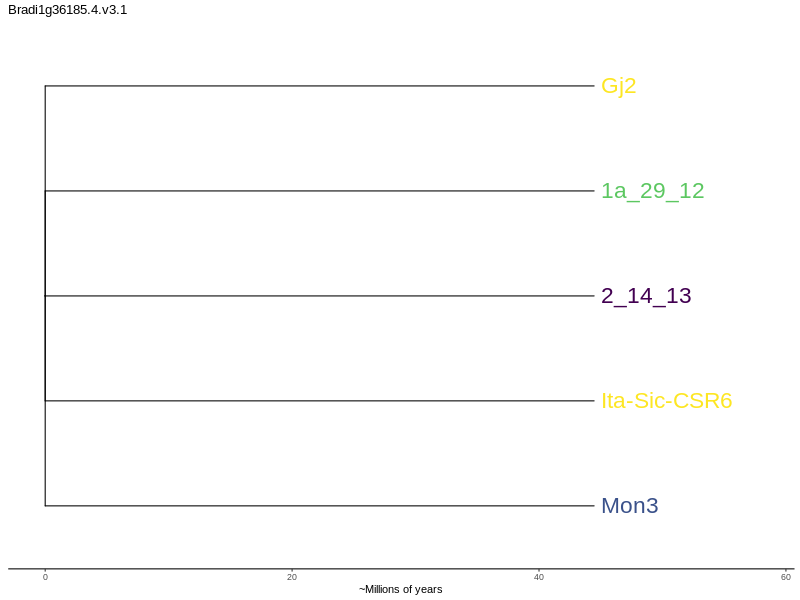 Bradi1g36185.4.v3.1
Gj2
1a_29_12
2_14_13
Ita-Sic-CSR6
Mon3
0 20 40 60
~Millions of years